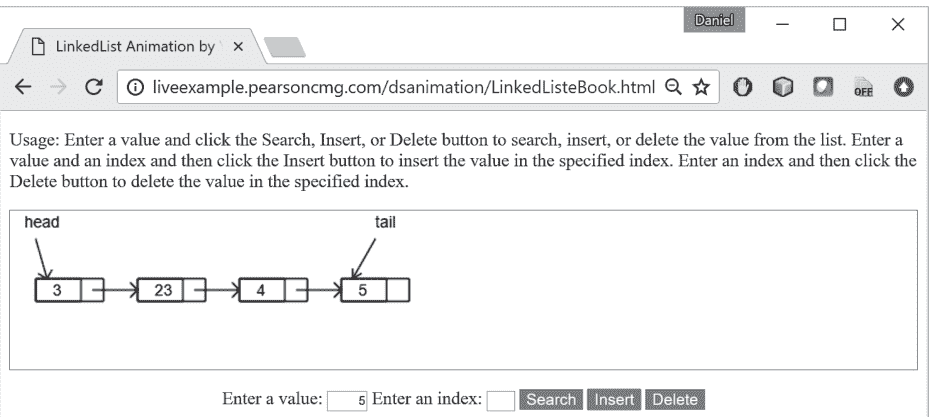 Daniel
LinkedList Animation by
liveexample.pearsoncmg.com/dsanimation/LinkedListeBook.html
OFF
Usage: Enter a value and click the Search, Insert, or Delete button to search, insert, or delete the value from the list. Enter a
value and an index and then click the Insert button to insert the value in the specified index. Enter an index and then click the
Delete button to delete the value in the specified index.
head tail
3 23 4 5
Enter a value: 5 Enter an index: Search Insert Delete